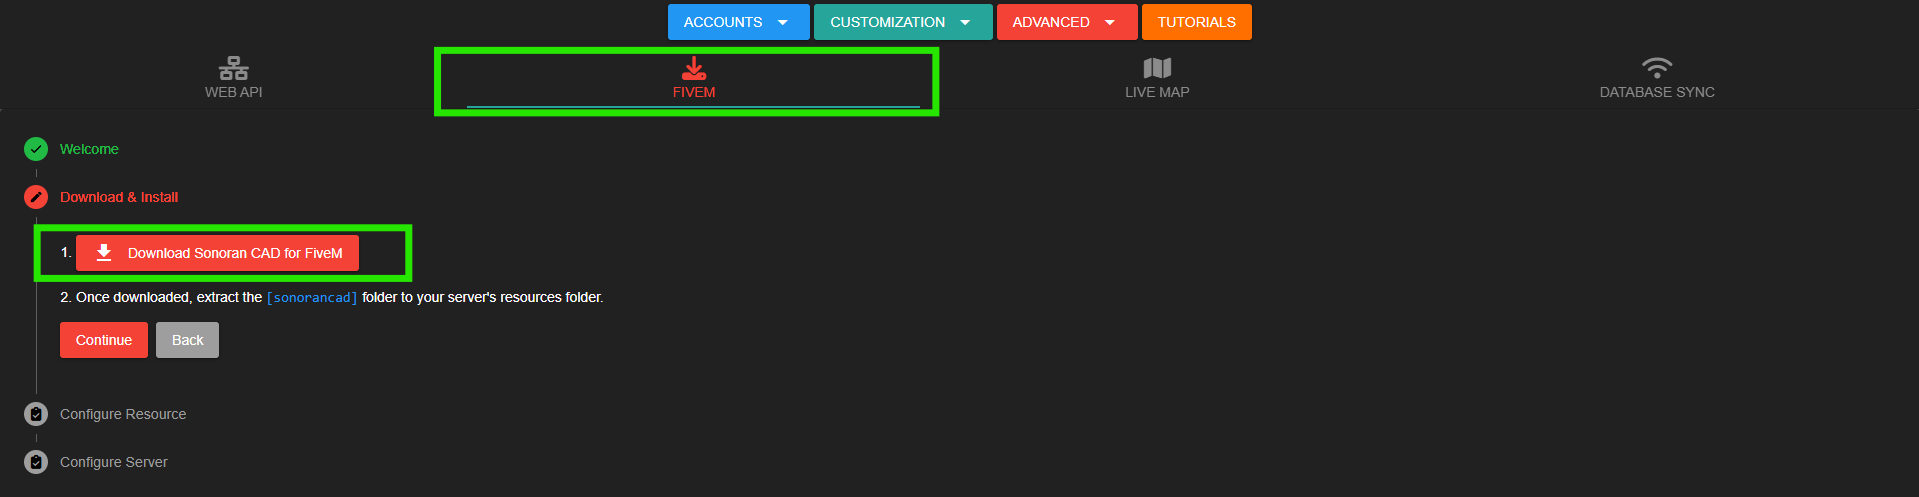 ACCOUNTS CUSTOMIZATION ADVANCED TUTORIALS
WEB API FIVEM LIVE MAP DATABASE SYNC
Welcome
Download & Install
1. Download Sonoran CAD for FiveM
2. Once downloaded, extract the [sonorancad] folder to your server's resources folder.
Continue Back
Configure Resource
Configure Server